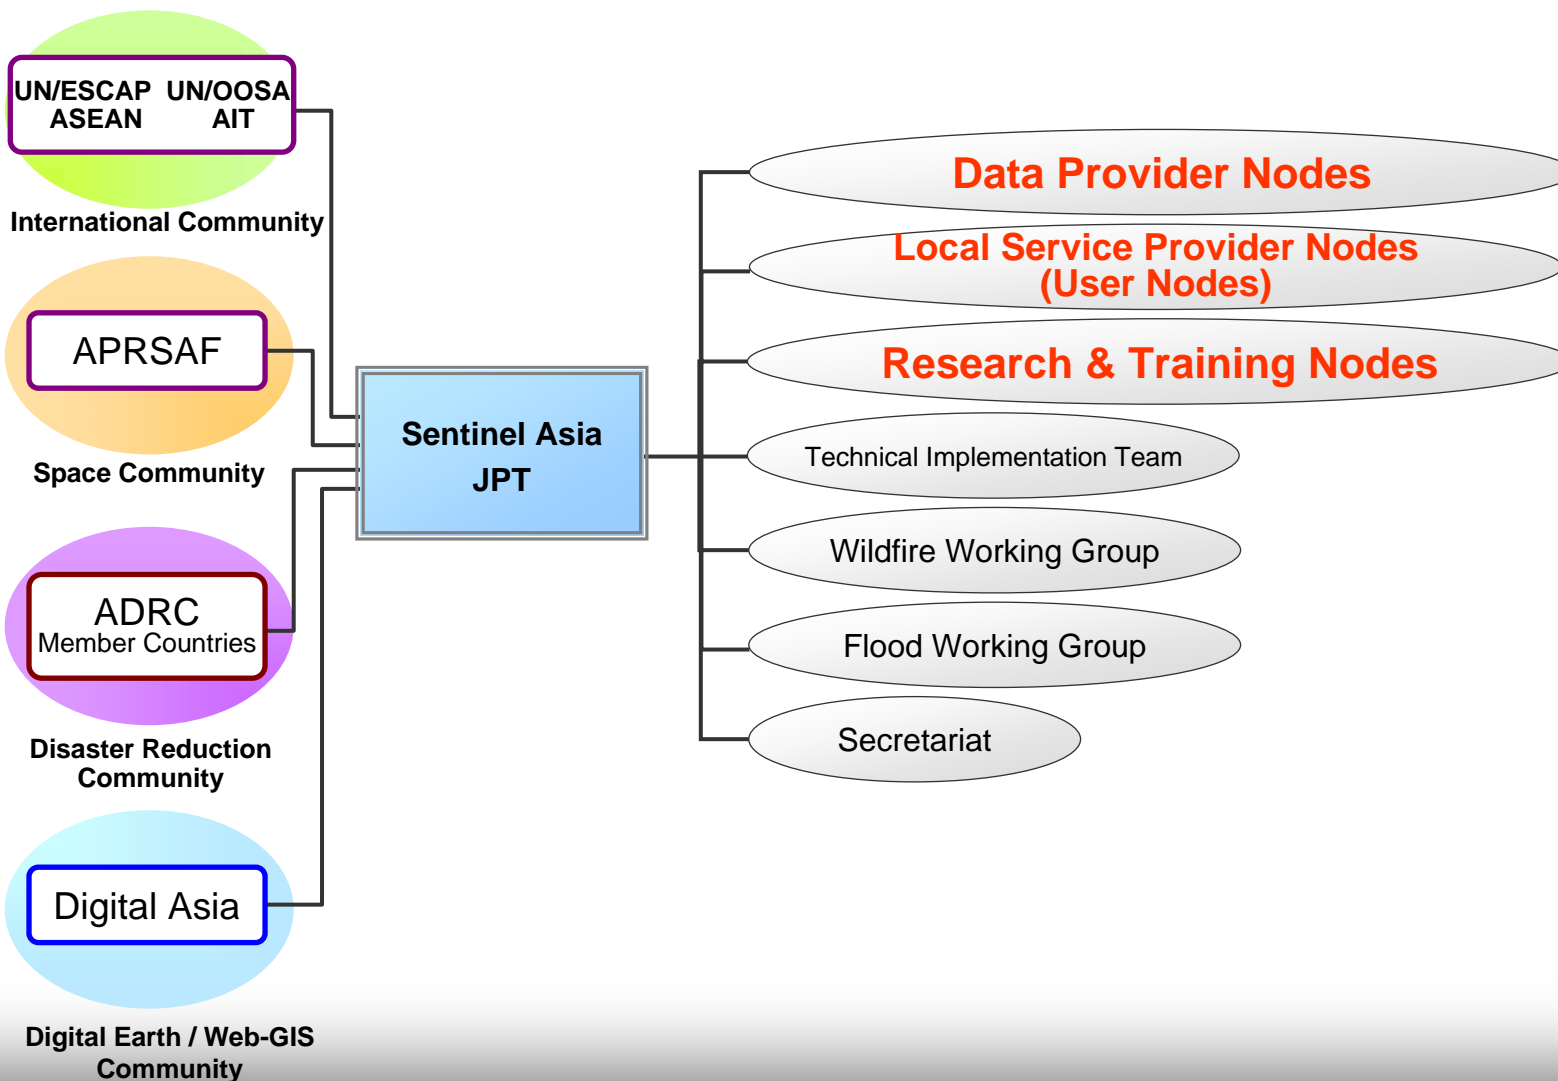 UN/ESCAP UN/OOSA
ASEAN AIT
International Community
APRSAF
Space Community
ADRC
Member Countries
Disaster Reduction
Community
Digital Asia
Digital Earth / Web-GIS
Community
Sentinel Asia
JPT
Data Provider Nodes
Local Service Provider Nodes
(User Nodes)
Research & Training Nodes
Technical Implementation Team
Wildfire Working Group
Flood Working Group
Secretariat